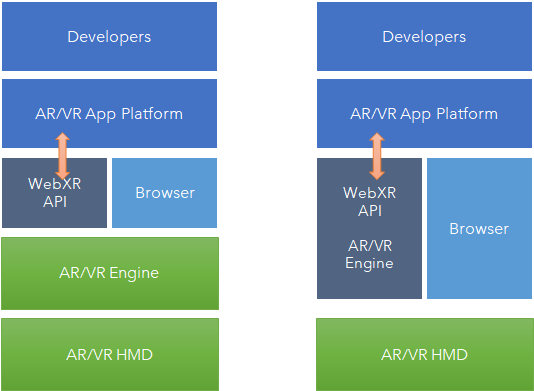 Developers
AR/VR App Platform
WebXR
API
Browser
AR/VR Engine
AR/VR HMD
Developers
AR/VR App Platform
WebXR
API
AR/VR
Engine
Browser
AR/VR HMD